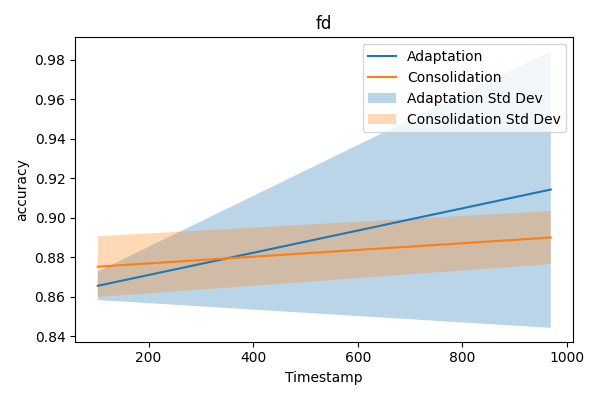 fd
Adaptation
Consolidation
Adaptation Std Dev
Consolidation Std Dev
accuracy
0.98
0.96
0.94
0.92
0.90
0.88
0.86
0.84
200 400 600 800 1000
Timestamp